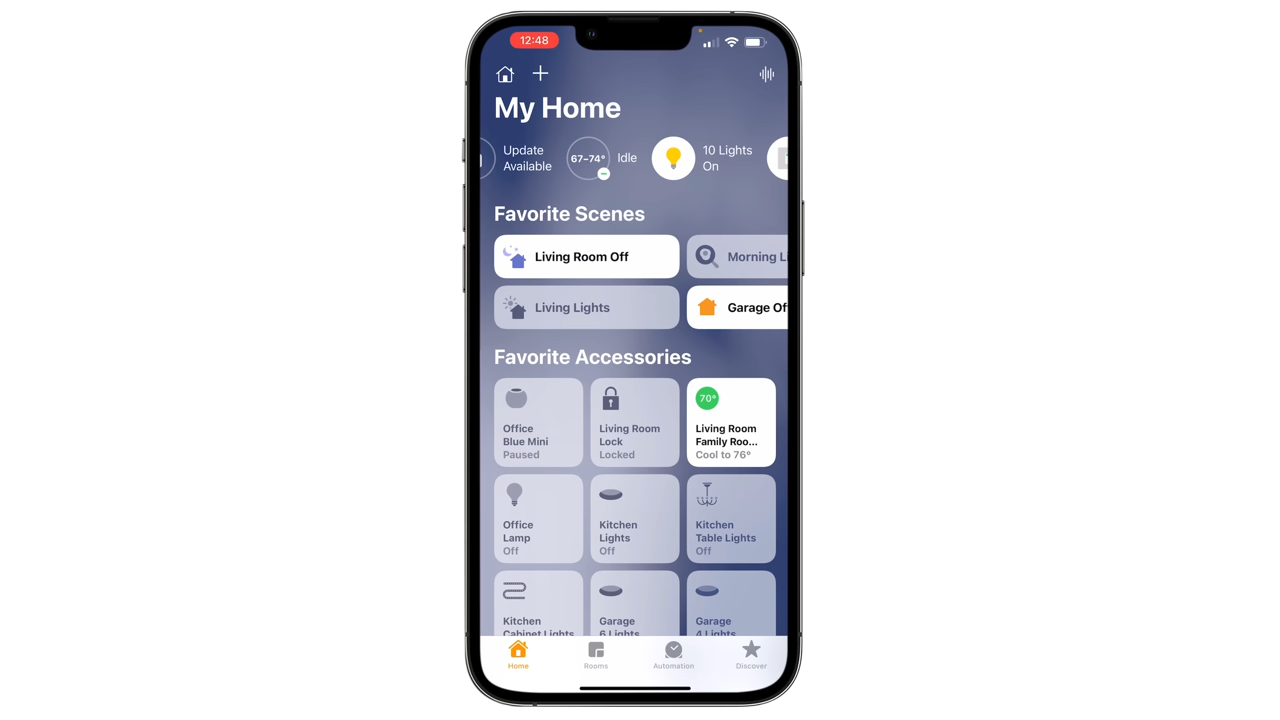 12:48
My Home
Update
Available
67–74°
Idle
10 Lights
On
Favorite Scenes
Living Room Off
Morning Li
Living Lights
Garage Of
Favorite Accessories
Office
Blue Mini
Paused
Living Room
Lock
Locked
70°
Living Room
Family Roo...
Cool to 76°
Office
Lamp
Off
Kitchen
Lights
Off
Kitchen
Table Lights
Off
Kitchen
Cabinet Lights
Garage
6 Lights
Garage
4 Lights
Home
Rooms
Automation
Discover